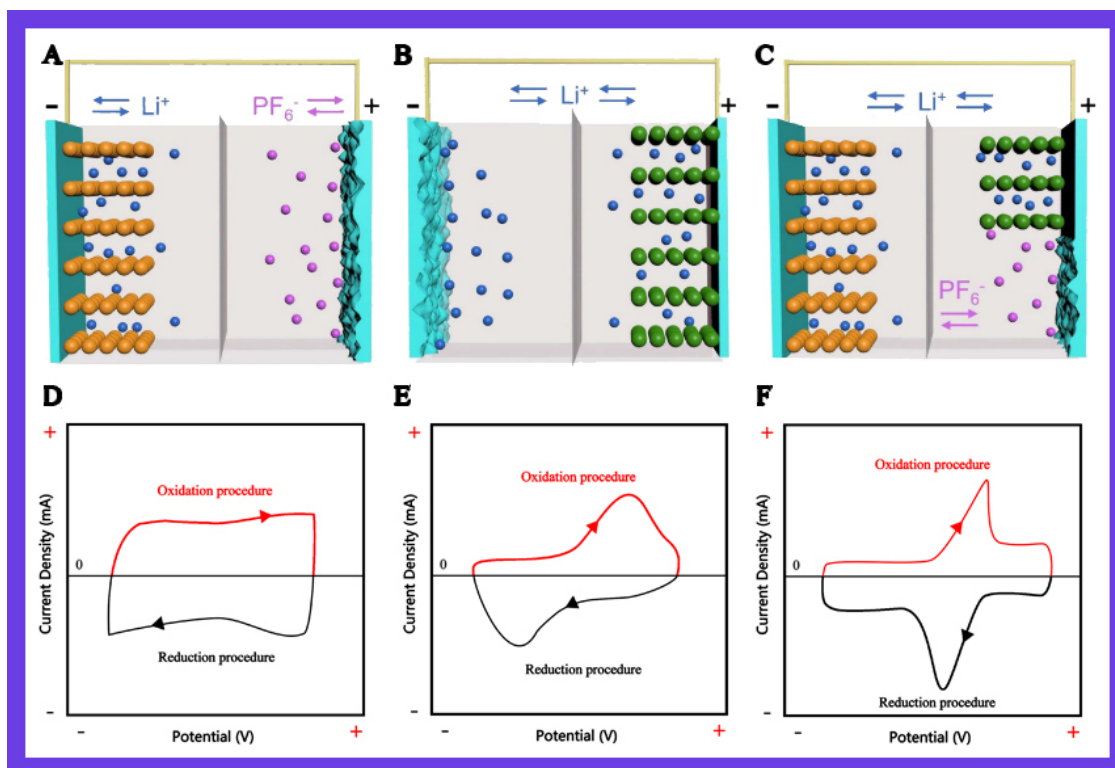 A
- Li⁺ PF₆⁻ +
B
- Li⁺ +
C
- Li⁺ +
PF₆⁻
D
+
Oxidation procedure
0
Current Density (mA)
Reduction procedure
-
- Potential (V) +
E
+
Oxidation procedure
0
Current Density (mA)
Reduction procedure
-
- Potential (V) +
F
+
Oxidation procedure
0
Current Density (mA)
Reduction procedure
-
- Potential (V) +